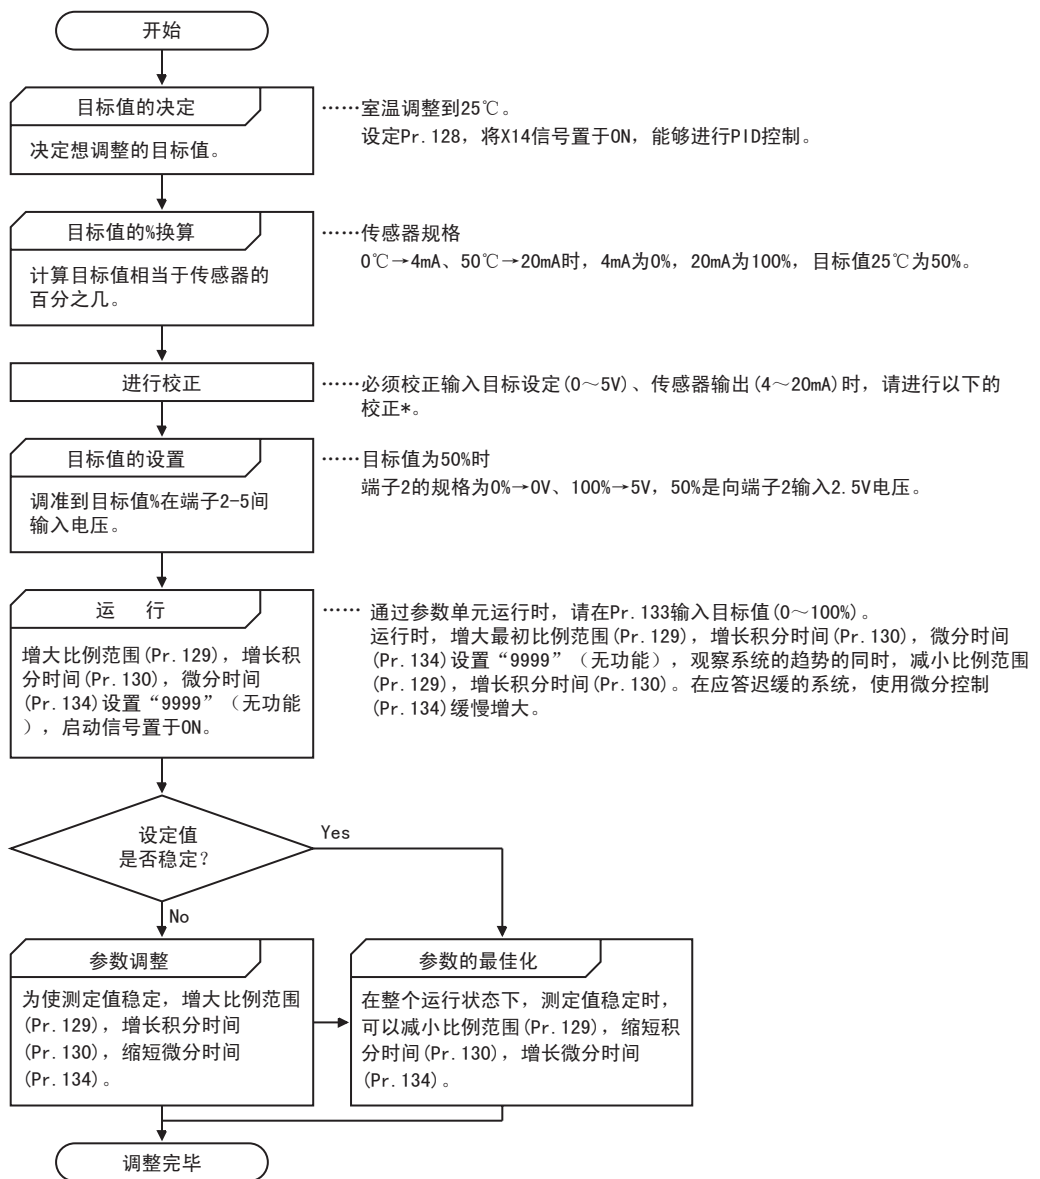 开始
目标值的决定
决定想调整的目标值。
……室温调整到25℃。
设定Pr.128，将X14信号置于ON，能够进行PID控制。
目标值的%换算
计算目标值相当于传感器的
百分之几。
……传感器规格
0℃→4mA、50℃→20mA时，4mA为0%，20mA为100%，目标值25℃为50%。
进行校正
……必须校正输入目标设定(0～5V)、传感器输出(4～20mA)时，请进行以下的
校正*。
目标值的设置
调准到目标值%在端子2-5间
输入电压。
……目标值为50%时
端子2的规格为0%→0V、100%→5V，50%是向端子2输入2.5V电压。
运 行
增大比例范围(Pr.129)，增长积
分时间(Pr.130)，微分时间
(Pr.134)设置“9999”（无功能
），启动信号置于ON。
…… 通过参数单元运行时，请在Pr.133输入目标值(0～100%)。
运行时，增大最初比例范围(Pr.129)，增长积分时间(Pr.130)，微分时间
(Pr.134)设置“9999”（无功能），观察系统的趋势的同时，减小比例范围
(Pr.129)，增长积分时间(Pr.130)。在应答迟缓的系统，使用微分控制
(Pr.134)缓慢增大。
设定值
是否稳定？
Yes
No
参数调整
为使测定值稳定，增大比例范围
(Pr.129)，增长积分时间
(Pr.130)，缩短微分时间
(Pr.134)。
参数的最佳化
在整个运行状态下，测定值稳定时，
可以减小比例范围(Pr.129)，缩短积
分时间(Pr.130)，增长微分时间
(Pr.134)。
调整完毕